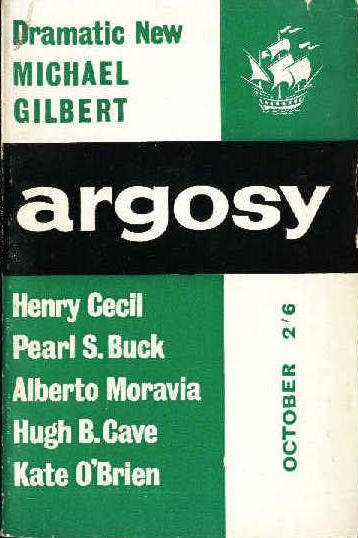 Dramatic New
MICHAEL
GILBERT
argosy
Henry Cecil
Pearl S. Buck
Alberto Moravia
Hugh B. Cave
Kate O'Brien
OCTOBER 2'6